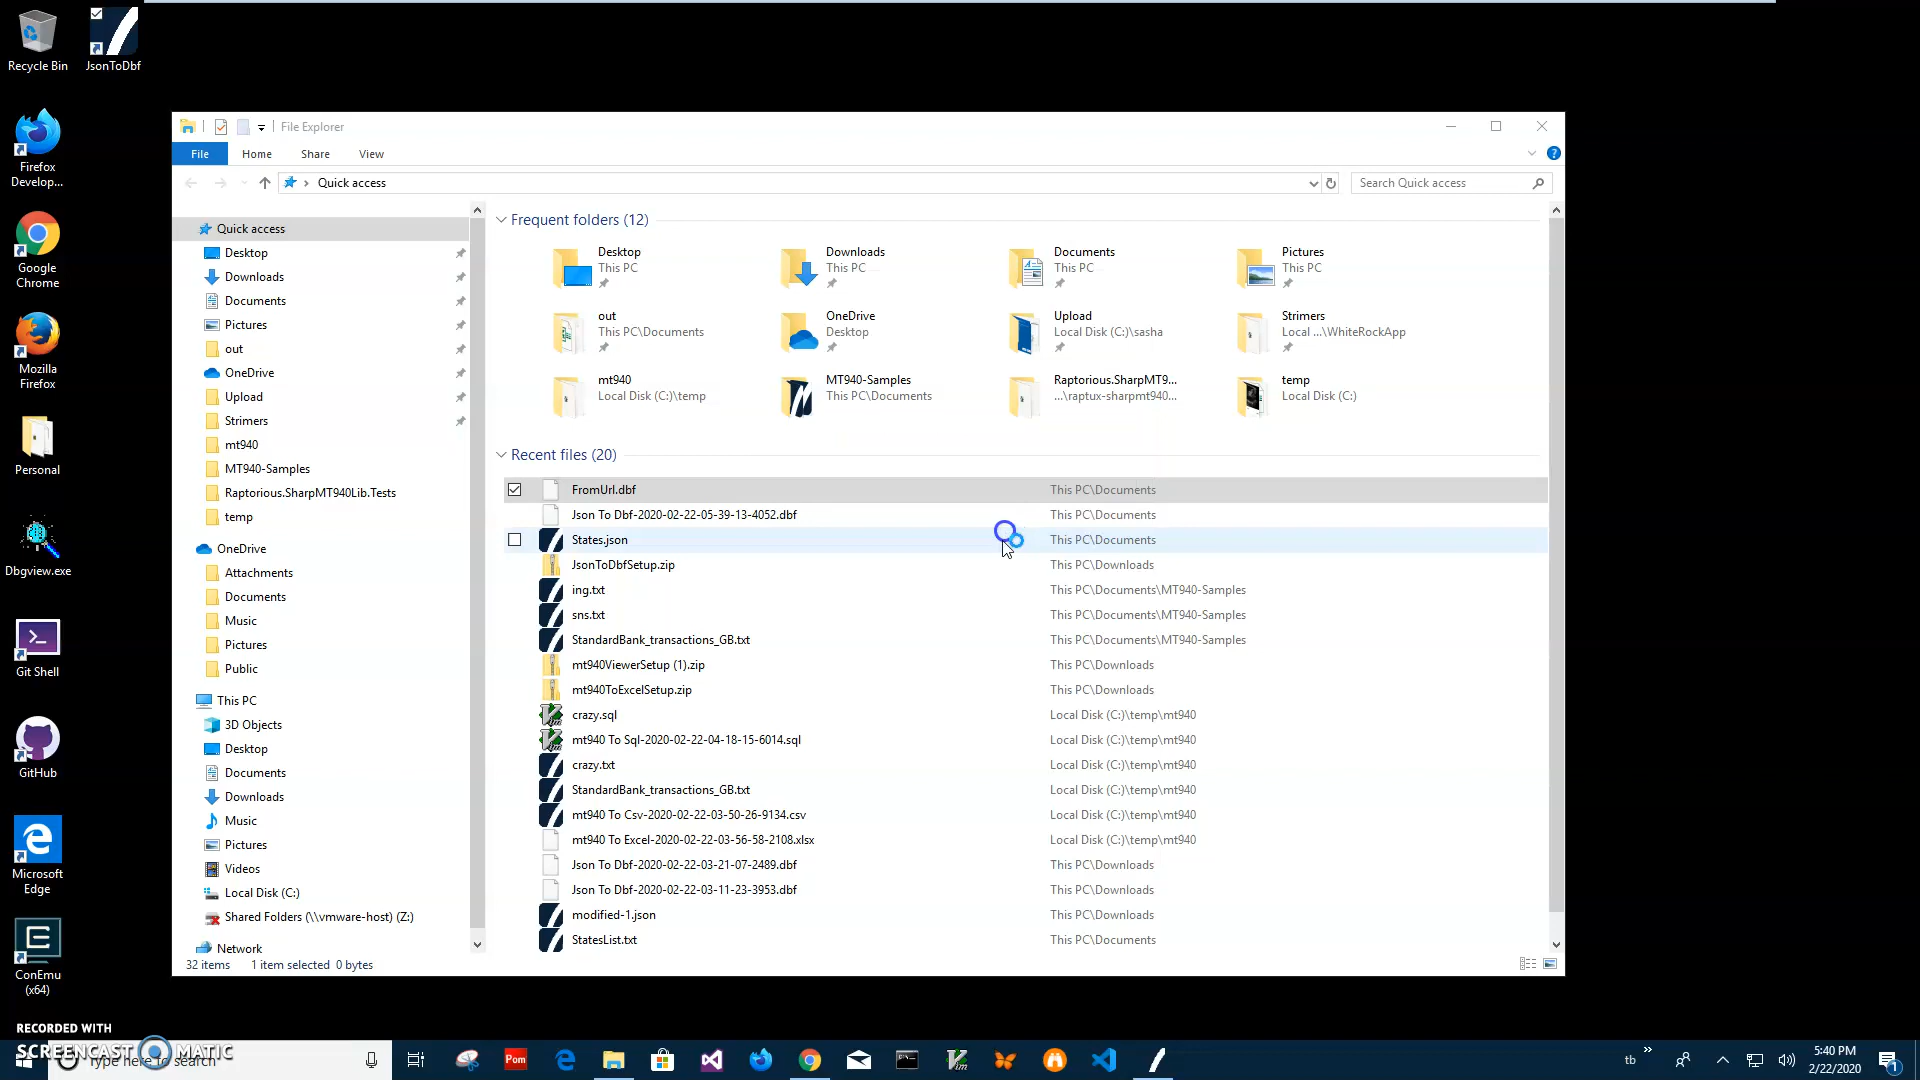 Recycle Bin
JsonToDbf
Firefox
Develop...
Google
Chrome
Mozilla
Firefox
Personal
Dbgview.exe
Git Shell
GitHub
Microsoft
Edge
ConEmu
(x64)
File Explorer
File
Home
Share
View
Quick access
Search Quick access
Quick access
Desktop
Downloads
Documents
Pictures
out
OneDrive
Upload
Strimers
mt940
MT940-Samples
Raptorious.SharpMT940Lib.Tests
temp
OneDrive
Attachments
Documents
Music
Pictures
Public
This PC
3D Objects
Desktop
Documents
Downloads
Music
Pictures
Videos
Local Disk (C:)
Shared Folders (\\vmware-host) (Z:)
Network
Frequent folders (12)
Desktop
This PC
Downloads
This PC
Documents
This PC
Pictures
This PC
out
This PC\Documents
OneDrive
Desktop
Upload
Local Disk (C:)\sasha
Strimers
Local ...\WhiteRockApp
mt940
Local Disk (C:)\temp
MT940-Samples
This PC\Documents
Raptorious.SharpMT9...
...\raptux-sharpmt940...
temp
Local Disk (C:)
Recent files (20)
FromUrl.dbf This PC\Documents
Json To Dbf-2020-02-22-05-39-13-4052.dbf This PC\Documents
States.json This PC\Documents
JsonToDbfSetup.zip This PC\Downloads
ing.txt This PC\Documents\MT940-Samples
sns.txt This PC\Documents\MT940-Samples
StandardBank_transactions_GB.txt This PC\Documents\MT940-Samples
mt940ViewerSetup (1).zip This PC\Downloads
mt940ToExcelSetup.zip This PC\Downloads
crazy.sql Local Disk (C:)\temp\mt940
mt940 To Sql-2020-02-22-04-18-15-6014.sql Local Disk (C:)\temp\mt940
crazy.txt Local Disk (C:)\temp\mt940
StandardBank_transactions_GB.txt Local Disk (C:)\temp\mt940
mt940 To Csv-2020-02-22-03-50-26-9134.csv Local Disk (C:)\temp\mt940
mt940 To Excel-2020-02-22-03-56-58-2108.xlsx Local Disk (C:)\temp\mt940
Json To Dbf-2020-02-22-03-21-07-2489.dbf This PC\Downloads
Json To Dbf-2020-02-22-03-11-23-3953.dbf This PC\Downloads
modified-1.json This PC\Downloads
StatesList.txt This PC\Documents
32 items 1 item selected 0 bytes
RECORDED WITH
SCREENCAST MATIC
Type here to search
Pom
Vim
tb
5:40 PM
2/22/2020
1